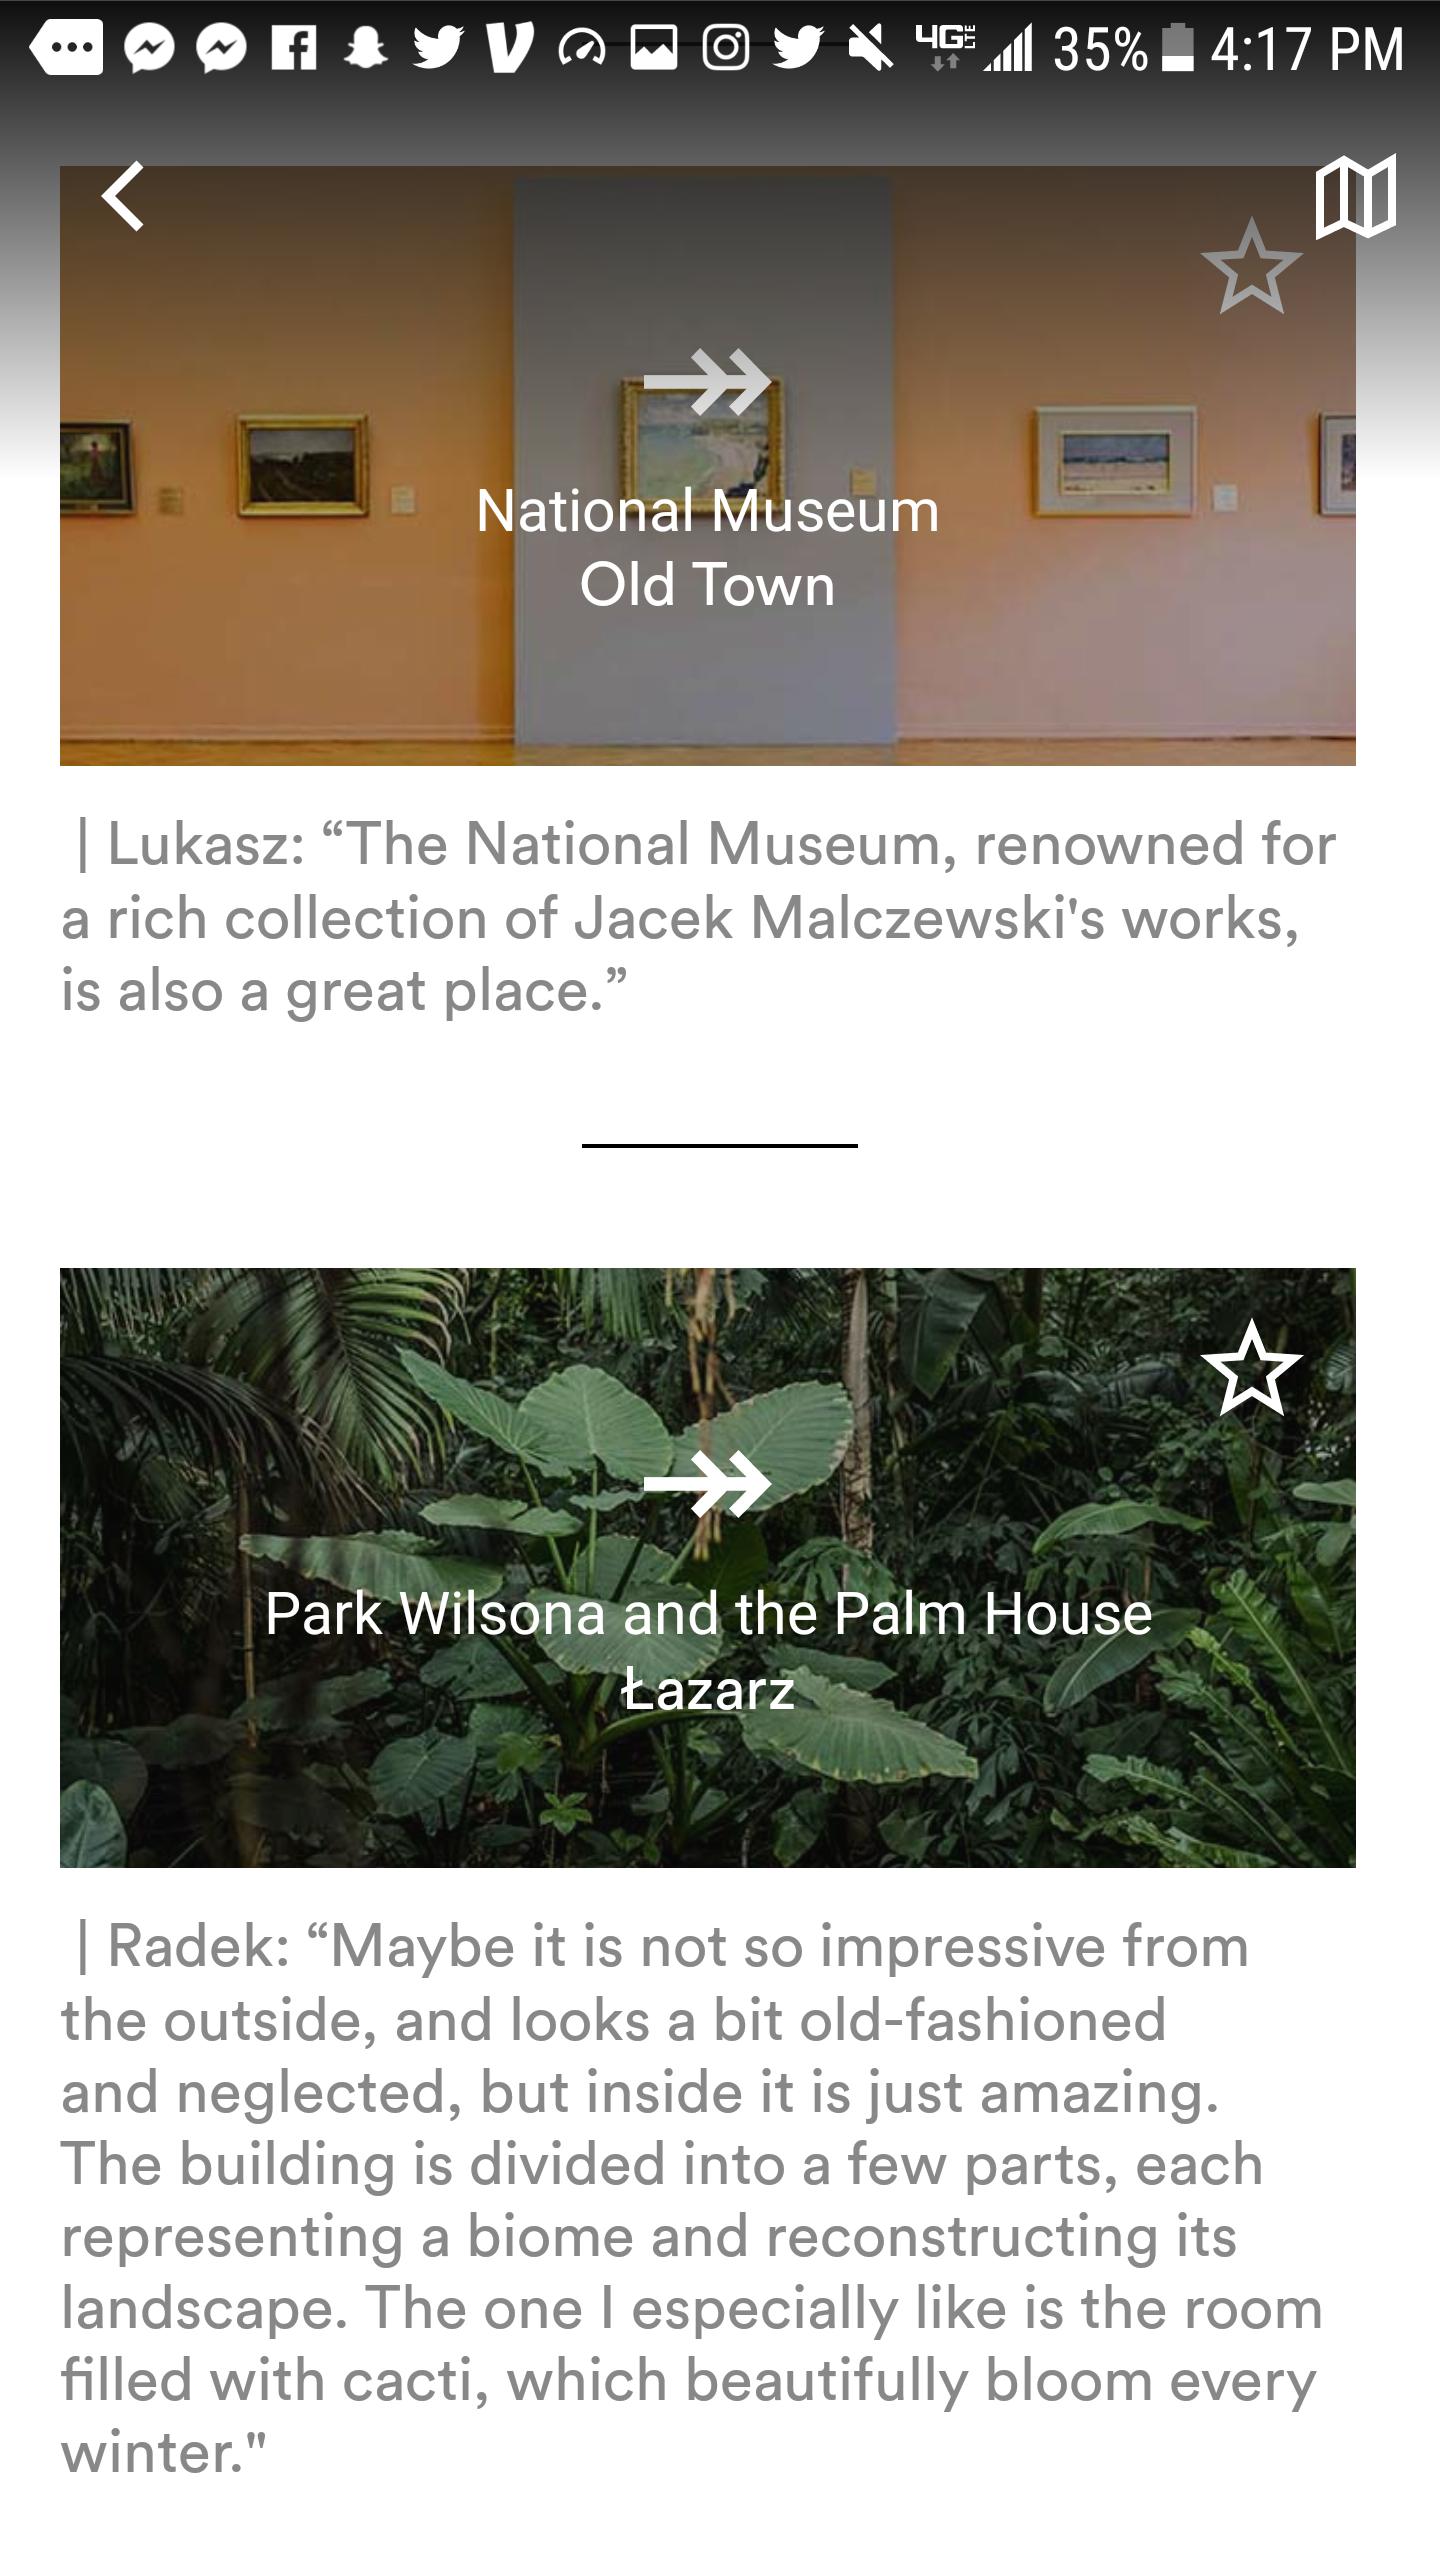 4G LTE 35% 4:17 PM
National Museum
Old Town
| Lukasz: “The National Museum, renowned for
a rich collection of Jacek Malczewski's works,
is also a great place.”
Park Wilsona and the Palm House
Łazarz
| Radek: “Maybe it is not so impressive from
the outside, and looks a bit old-fashioned
and neglected, but inside it is just amazing.
The building is divided into a few parts, each
representing a biome and reconstructing its
landscape. The one I especially like is the room
filled with cacti, which beautifully bloom every
winter."